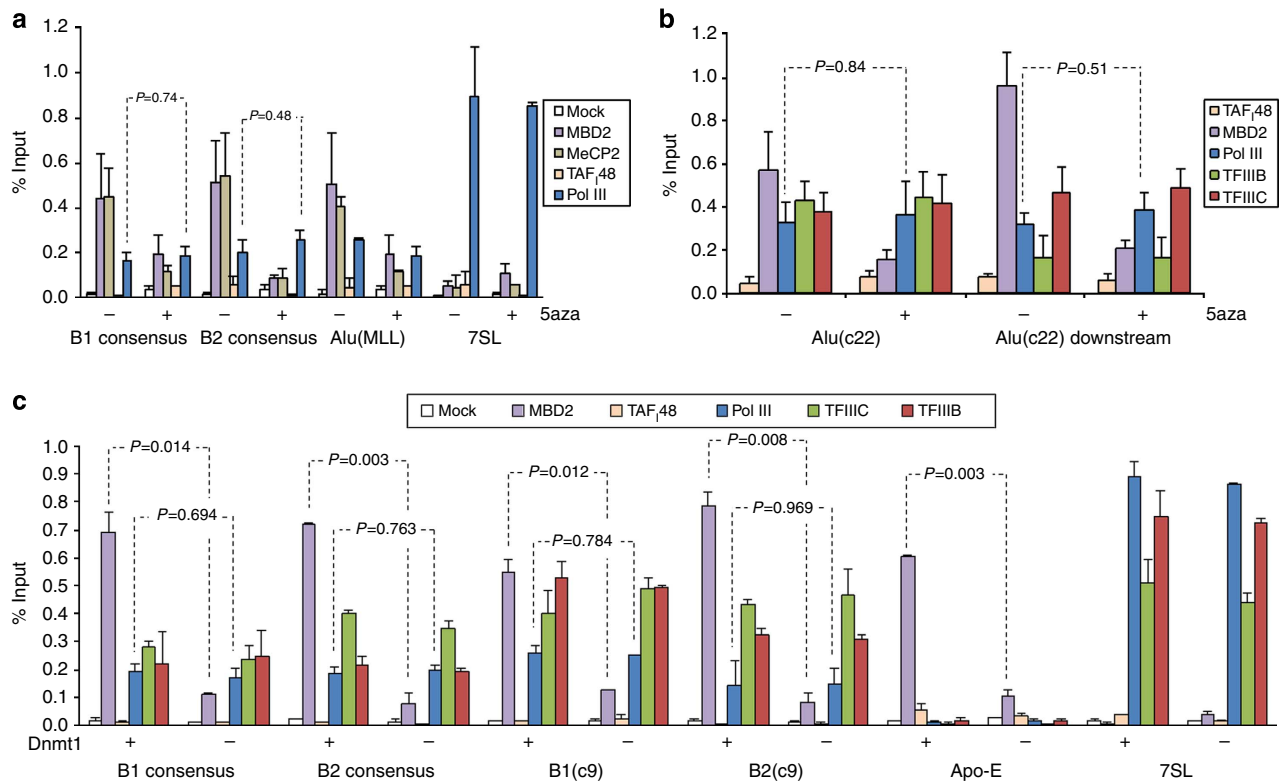 a
1.2
1.0
0.8
0.6
0.4
0.2
0.0
% Input
P=0.74
P=0.48
Mock
MBD2
MeCP2
TAFI48
Pol III
– + – + – + – + 5aza
B1 consensus B2 consensus Alu(MLL) 7SL
b
1.2
1.0
0.8
0.6
0.4
0.2
0.0
% Input
P=0.84
P=0.51
TAFI48
MBD2
Pol III
TFIIIB
TFIIIC
– + – + 5aza
Alu(c22) Alu(c22) downstream
c
Mock MBD2 TAFI48 Pol III TFIIIC TFIIIB
1.0
0.9
0.8
0.7
0.6
0.5
0.4
0.3
0.2
0.1
0.0
% Input
P=0.014
P=0.694
P=0.003
P=0.763
P=0.012
P=0.784
P=0.008
P=0.969
P=0.003
Dnmt1 + – + – + – + – + – + –
B1 consensus B2 consensus B1(c9) B2(c9) Apo-E 7SL